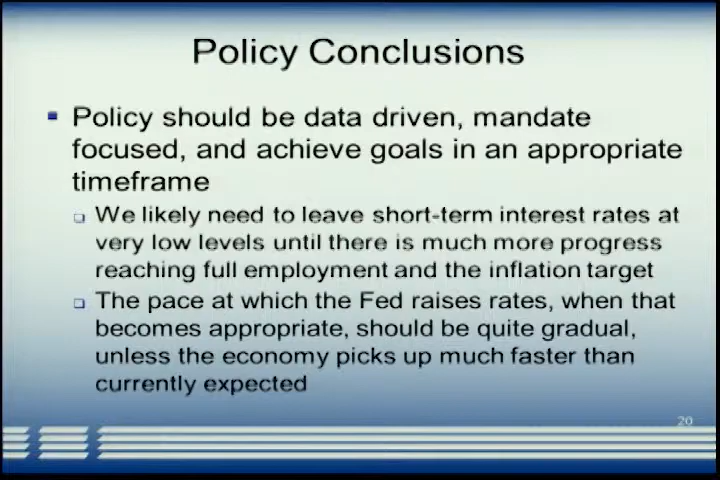 Policy Conclusions
Policy should be data driven, mandate
focused, and achieve goals in an appropriate
timeframe
We likely need to leave short-term interest rates at
very low levels until there is much more progress
reaching full employment and the inflation target
The pace at which the Fed raises rates, when that
becomes appropriate, should be quite gradual,
unless the economy picks up much faster than
currently expected
20